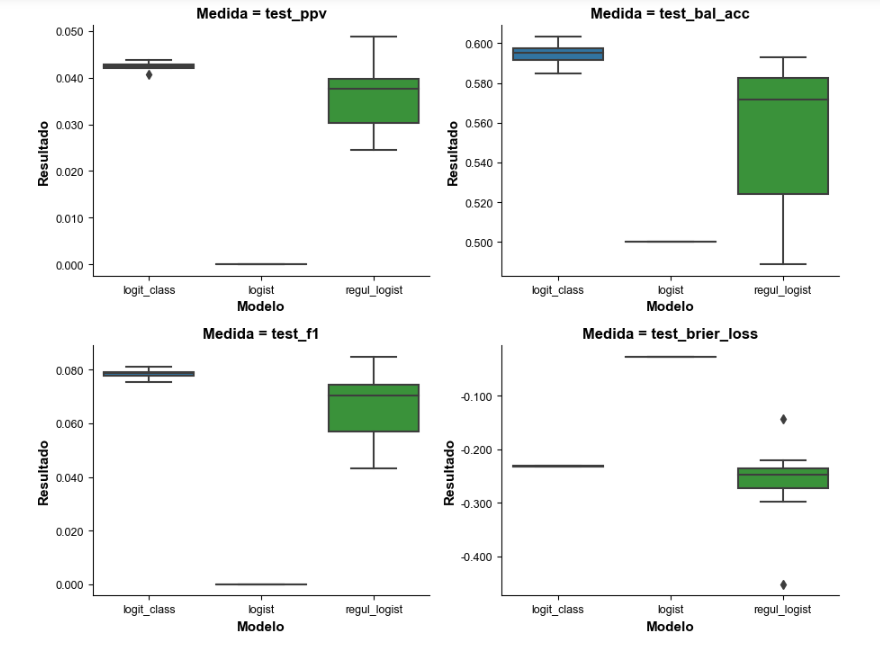 Medida = test_ppv
0.050
0.040
0.030
0.020
0.010
0.000
Resultado
logit_class logist regul_logist
Modelo
Medida = test_bal_acc
0.600
0.580
0.560
0.540
0.520
0.500
Resultado
logit_class logist regul_logist
Modelo
Medida = test_f1
0.080
0.060
0.040
0.020
0.000
Resultado
logit_class logist regul_logist
Modelo
Medida = test_brier_loss
-0.100
-0.200
-0.300
-0.400
Resultado
logit_class logist regul_logist
Modelo